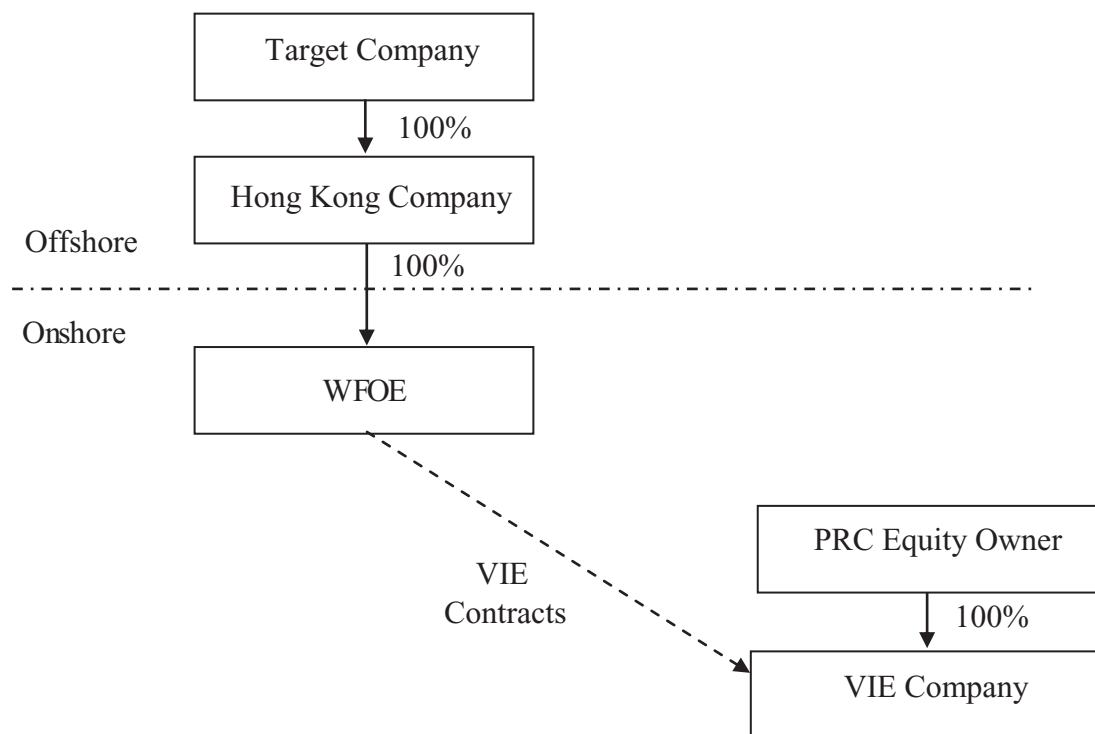 Target Company
100%
Hong Kong Company
Offshore
100%
Onshore
WFOE
PRC Equity Owner
VIE
Contracts
100%
VIE Company